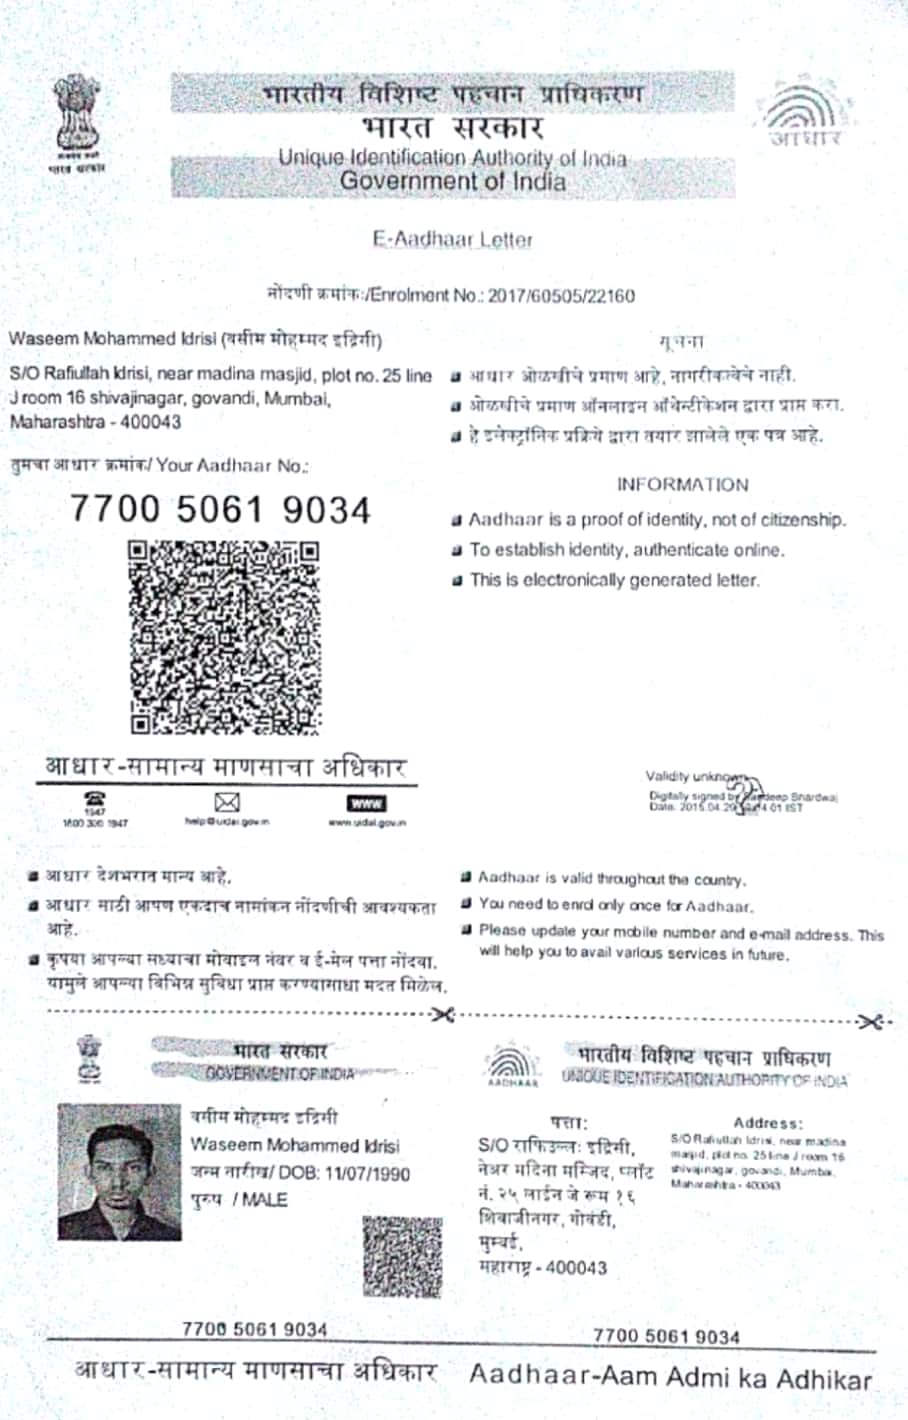 भारतीय विशिष्ट पहचान प्राधिकरण
भारत सरकार
Unique Identification Authority of India
Government of India
भारत सरकार
आधार
E-Aadhaar Letter
नोंदणी क्रमांक:/Enrolment No.: 2017/60505/22160
Waseem Mohammed Idrisi (वसीम मोहम्मद इद्रिसी)
S/O Rafiullah Idrisi, near madina masjid, plot no. 25 line
J room 16 shivajinagar, govandi, Mumbai,
Maharashtra - 400043
तुमचा आधार क्रमांक/ Your Aadhaar No.:
7700 5061 9034
सूचना
आधार ओळखीचे प्रमाण आहे, नागरीकत्वेचे नाही.
ओळखीचे प्रमाण ऑनलाइन ऑथेन्टीकेशन द्वारा प्राप्त करा.
हे इलेक्ट्रॉनिक प्रक्रिये द्वारा तयार झालेले एक पत्र आहे.
INFORMATION
Aadhaar is a proof of identity, not of citizenship.
To establish identity, authenticate online.
This is electronically generated letter.
आधार-सामान्य माणसाचा अधिकार
1947
1800 300 1947
help@uidai.gov.in
www
www.uidai.gov.in
Validity unknown
Digitally signed by Bhardwaj
Date: 2015.04.29 IST
आधार देशभरात मान्य आहे.
आधार साठी आपण एकदाच नामांकन नोंदणीची आवश्यकता
आहे.
कृपया आपल्या सध्याचा मोबाईल नंबर व ई-मेल पत्ता नोंदवा.
यामुळे आपल्या विभिन्न सुविधा प्राप्त करण्यासाधा मदत मिळेल.
Aadhaar is valid throughout the country.
You need to enrol only once for Aadhaar.
Please update your mobile number and e-mail address. This
will help you to avail various services in future.
भारत सरकार
GOVERNMENT OF INDIA
वसीम मोहम्मद इद्रिसी
Waseem Mohammed Idrisi
जन्म तारीख/ DOB: 11/07/1990
पुरुष / MALE
7700 5061 9034
AADHAAR
भारतीय विशिष्ट पहचान प्राधिकरण
UNIQUE IDENTIFICATION AUTHORITY OF INDIA
पत्ता:
S/O राफिउल्ला इद्रिसी,
नेअर मदिना मस्जिद, प्लॉट
नं. २५ लाईन जे रूम १६
शिवाजीनगर, गोवंडी,
मुम्बई,
महाराष्ट्र - 400043
Address:
S/O Rafiullah Idrisi, near madina
masjid, plot no. 25 line J room 16
shivajinagar, govandi, Mumbai,
Maharashtra - 400043
7700 5061 9034
आधार-सामान्य माणसाचा अधिकार
Aadhaar-Aam Admi ka Adhikar